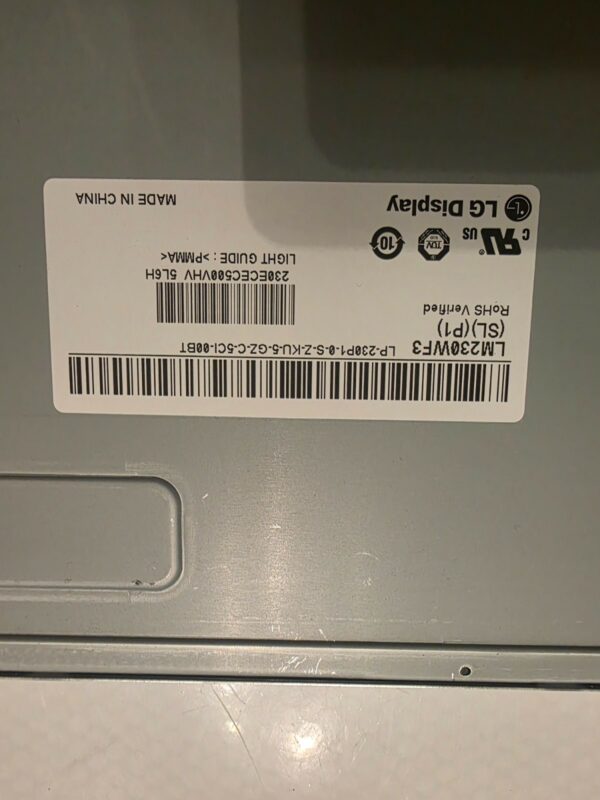 LM230WF3 LP-230P1-0-S-Z-KU-5-GZ-C-5CI-00BT
(SL)(P1)
RoHS Verified
230ECEC500VHV 5L6H
LIGHT GUIDE : >PMMA<
C US
TUV
10
LG Display
MADE IN CHINA